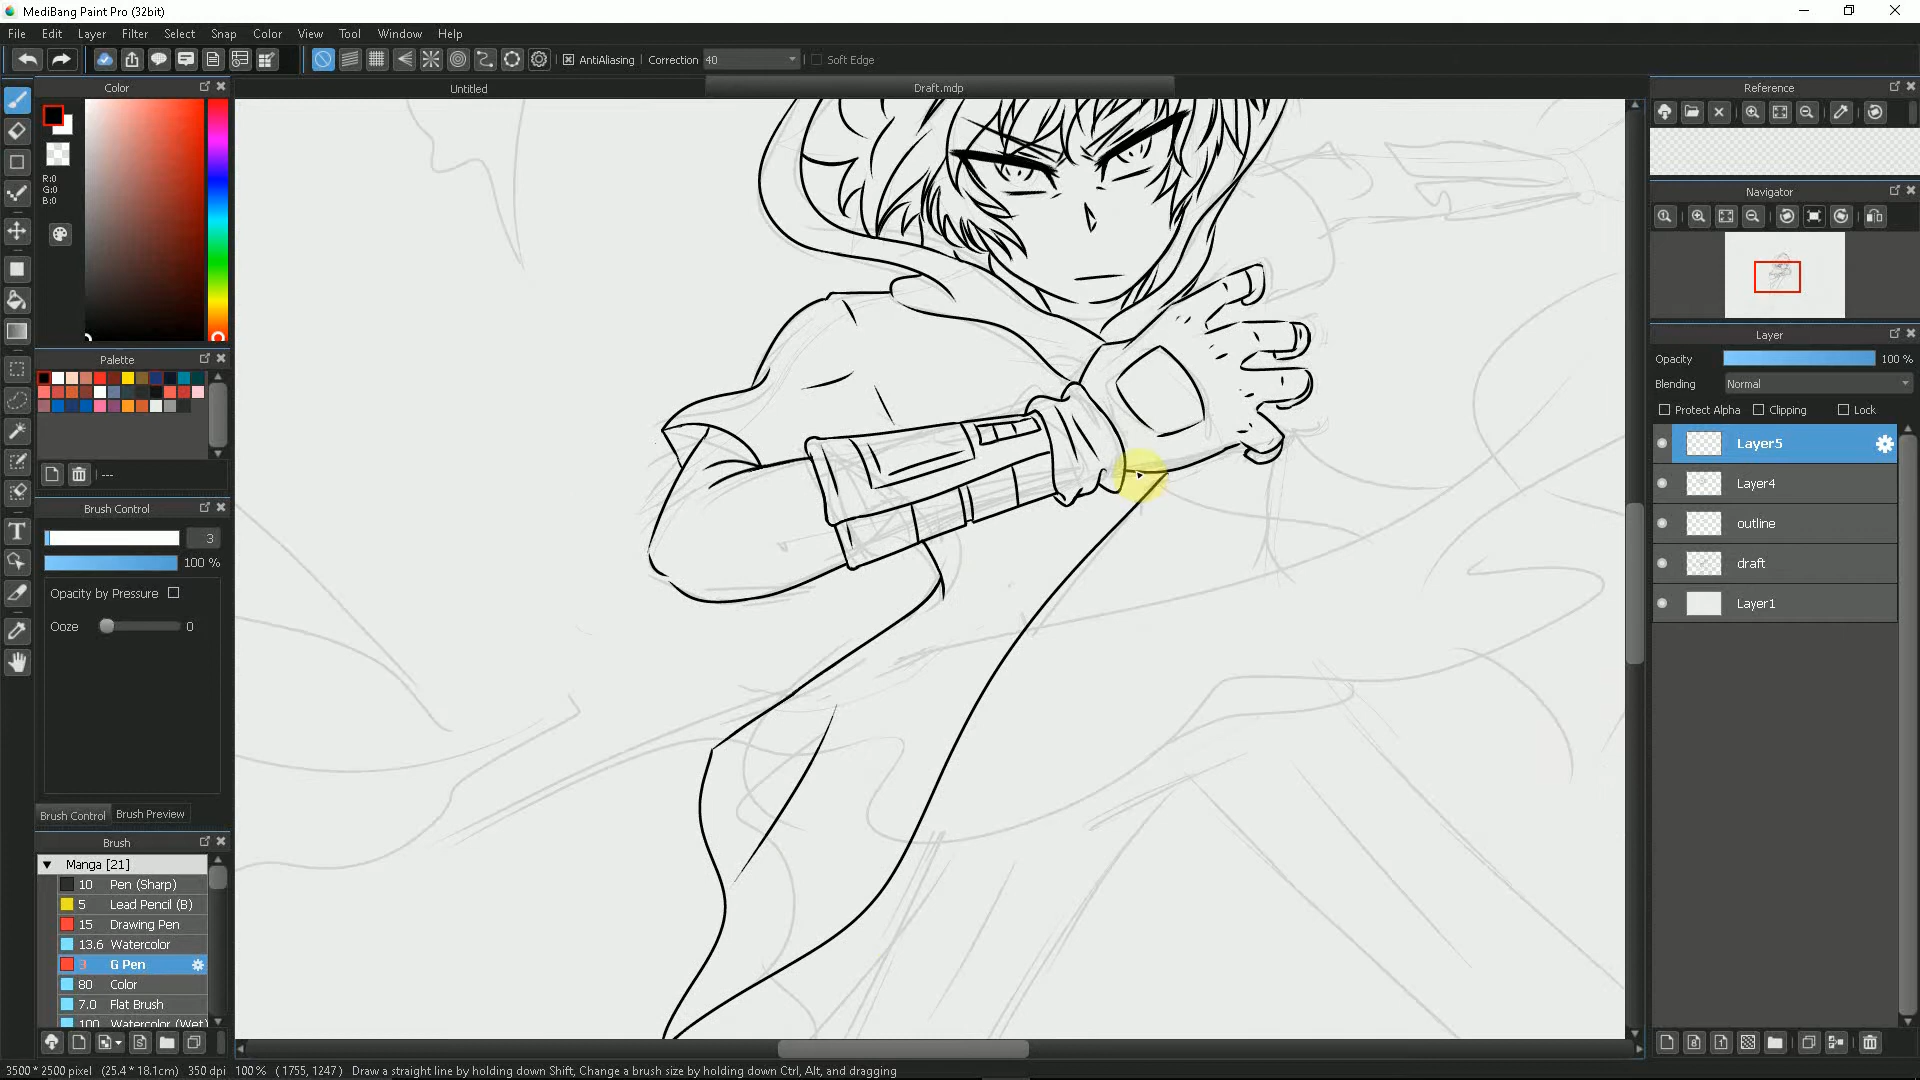 MediBang Paint Pro (32bit)
File Edit Layer Filter Select Snap Color View Tool Window Help
AntiAliasing Correction 40 Soft Edge
Color Untitled Draft.mdp Reference
R:0
G:0
B:0
Navigator
Layer
Palette
Opacity 100 %
Blending Normal
Protect Alpha Clipping Lock
Layer5
---
Layer4
Brush Control
outline
3
100 %
draft
Opacity by Pressure
Layer1
Ooze 0
Brush Control Brush Preview
Brush
Manga [21]
10 Pen (Sharp)
5 Lead Pencil (B)
15 Drawing Pen
13.6 Watercolor
3 G Pen
80 Color
7.0 Flat Brush
100 Watercolor (Wet)
3500 * 2500 pixel (25.4 * 18.1cm) 350 dpi 100 % ( 1755, 1247 ) Draw a straight line by holding down Shift, Change a brush size by holding down Ctrl, Alt, and dragging